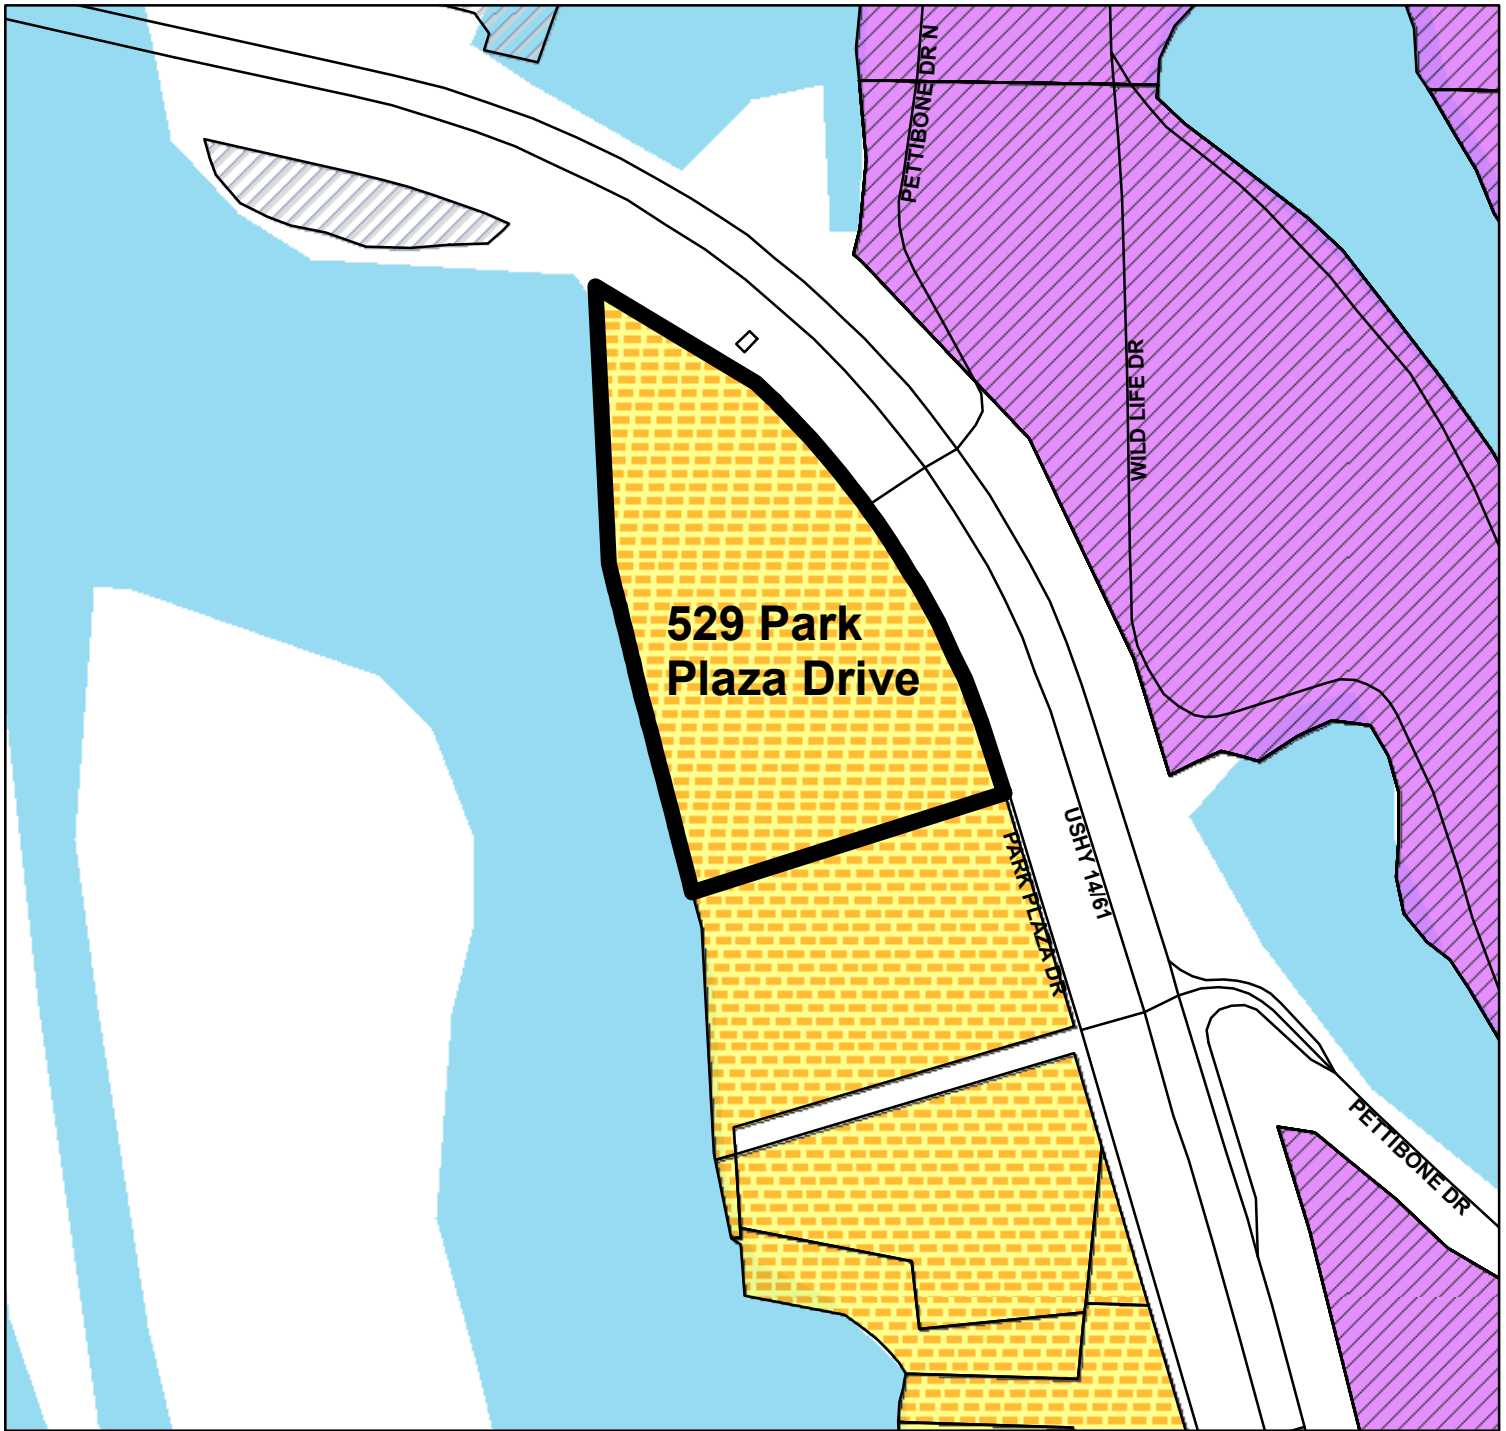 PETTIBONE DR N
WILD LIFE DR
529 Park
Plaza Drive
USHY 14/61
PARK PLAZA DR
PETTIBONE DR